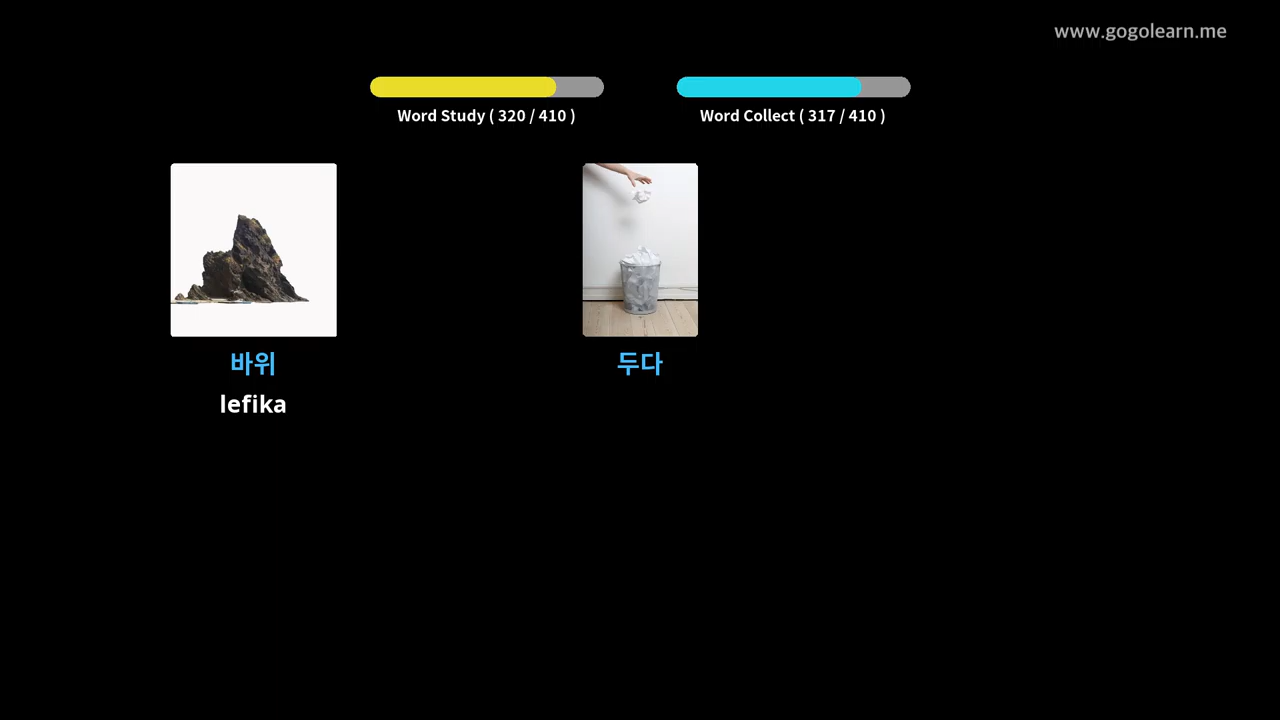 www.gogolearn.me
Word Study ( 320 / 410 )
Word Collect ( 317 / 410 )
바위
두다
lefika